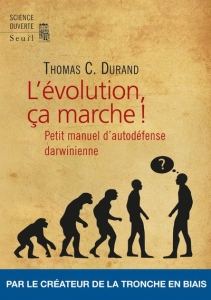 SCIENCE
OUVERTE
Seuil
THOMAS C. DURAND
L'évolution,
ça marche !
Petit manuel d'autodéfense
darwinienne
?
PAR LE CRÉATEUR DE LA TRONCHE EN BIAIS